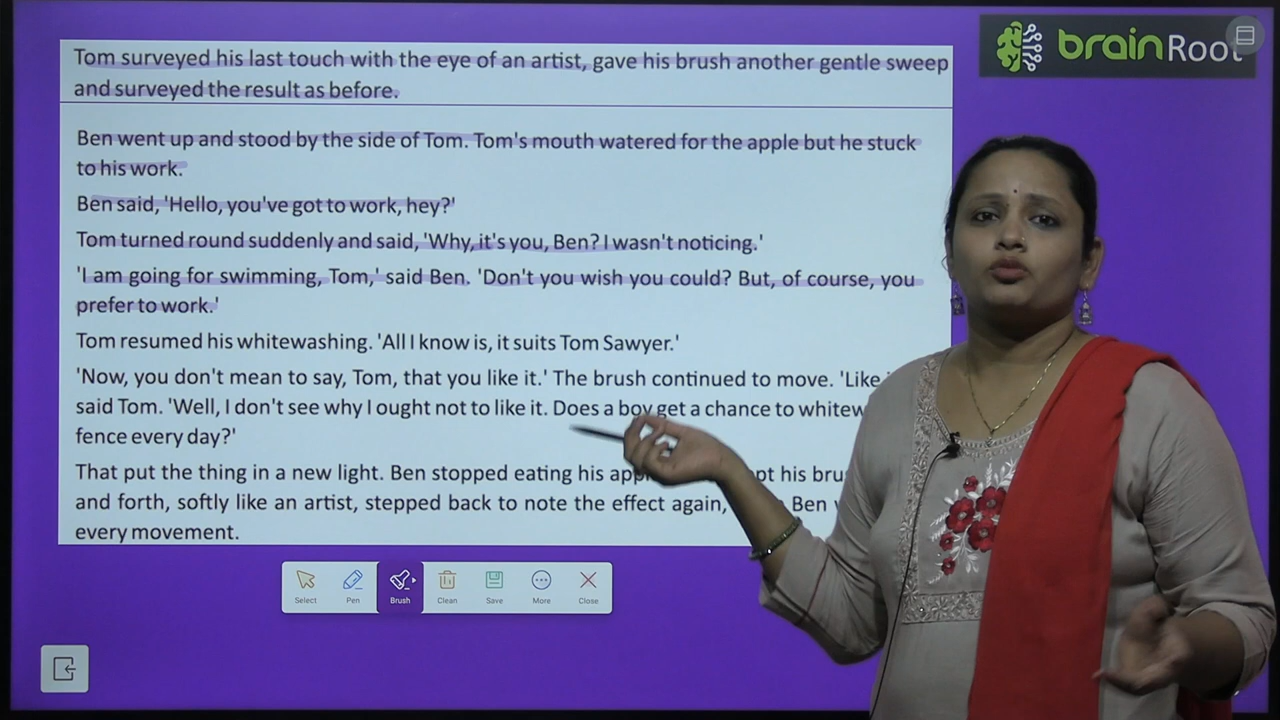 Tom surveyed his last touch with the eye of an artist, gave his brush another gentle sweep
and surveyed the result as before.
Ben went up and stood by the side of Tom. Tom's mouth watered for the apple but he stuck
to his work.
Ben said, 'Hello, you've got to work, hey?'
Tom turned round suddenly and said, 'Why, it's you, Ben? I wasn't noticing.'
'I am going for swimming, Tom,' said Ben. 'Don't you wish you could? But, of course, you
prefer to work.'
Tom resumed his whitewashing. 'All I know is, it suits Tom Sawyer.'
'Now, you don't mean to say, Tom, that you like it.' The brush continued to move. 'Like
said Tom. 'Well, I don't see why I ought not to like it. Does a boy get a chance to
fence every day?'
That put the thing in a new light. Ben stopped eating his his
and forth, softly like an artist, stepped back to note the effect again, Ben
every movement.
brainRoot
Select Pen Brush Clean Save More Close